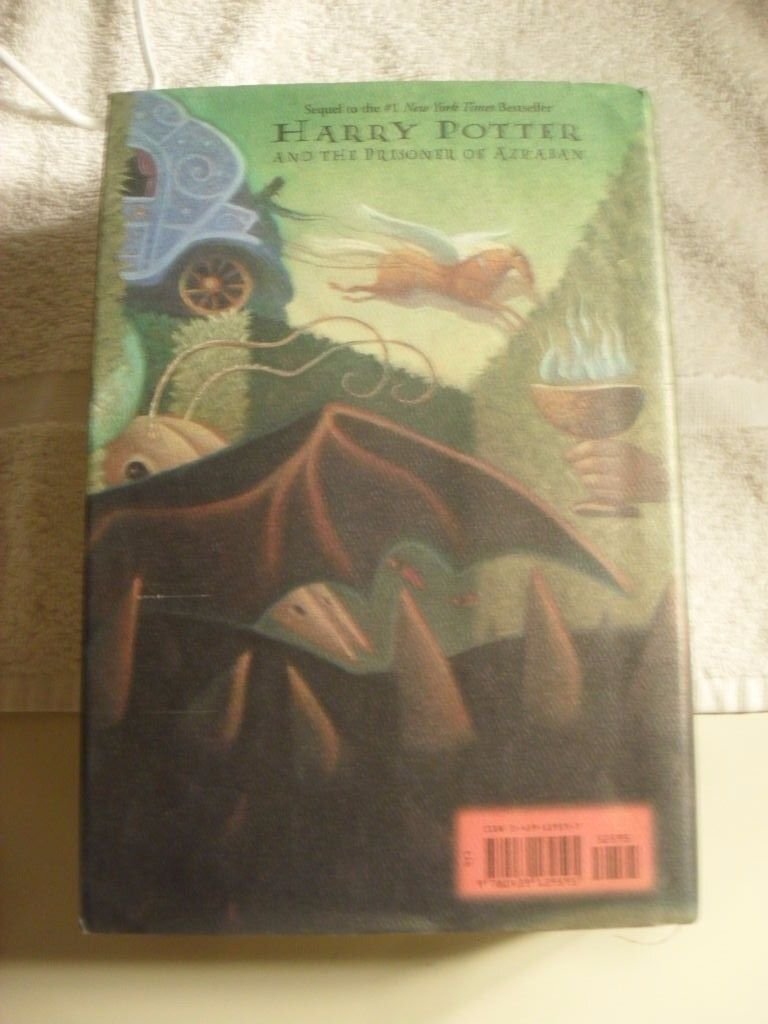 Sequel to the #1 New York Times Bestseller
HARRY POTTER
AND THE PRISONER OF AZKABAN